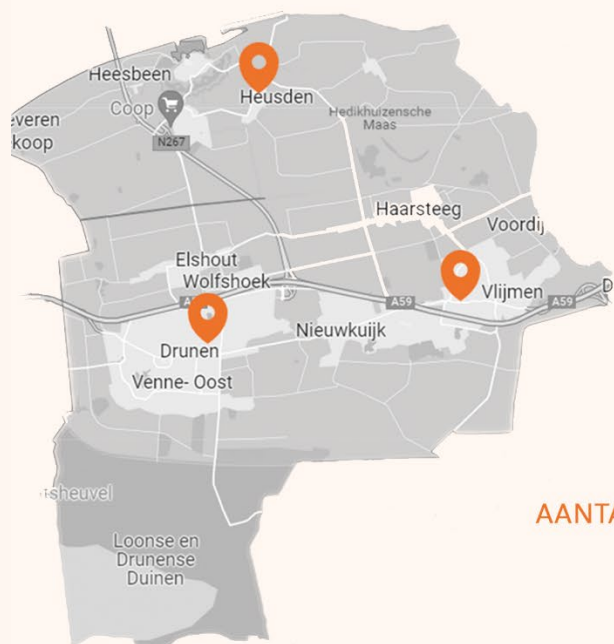 Heesbeen
Coop
Heusden
everen
koop
N267
Hedikhuizensche
Maas
Haarsteeg
Voordij
Elshout
Wolfshoek
Vlijmen
D
A59
A59
Nieuwkuijk
Drunen
Venne- Oost
isheuvel
AANTA
Loonse en
Drunense
Duinen